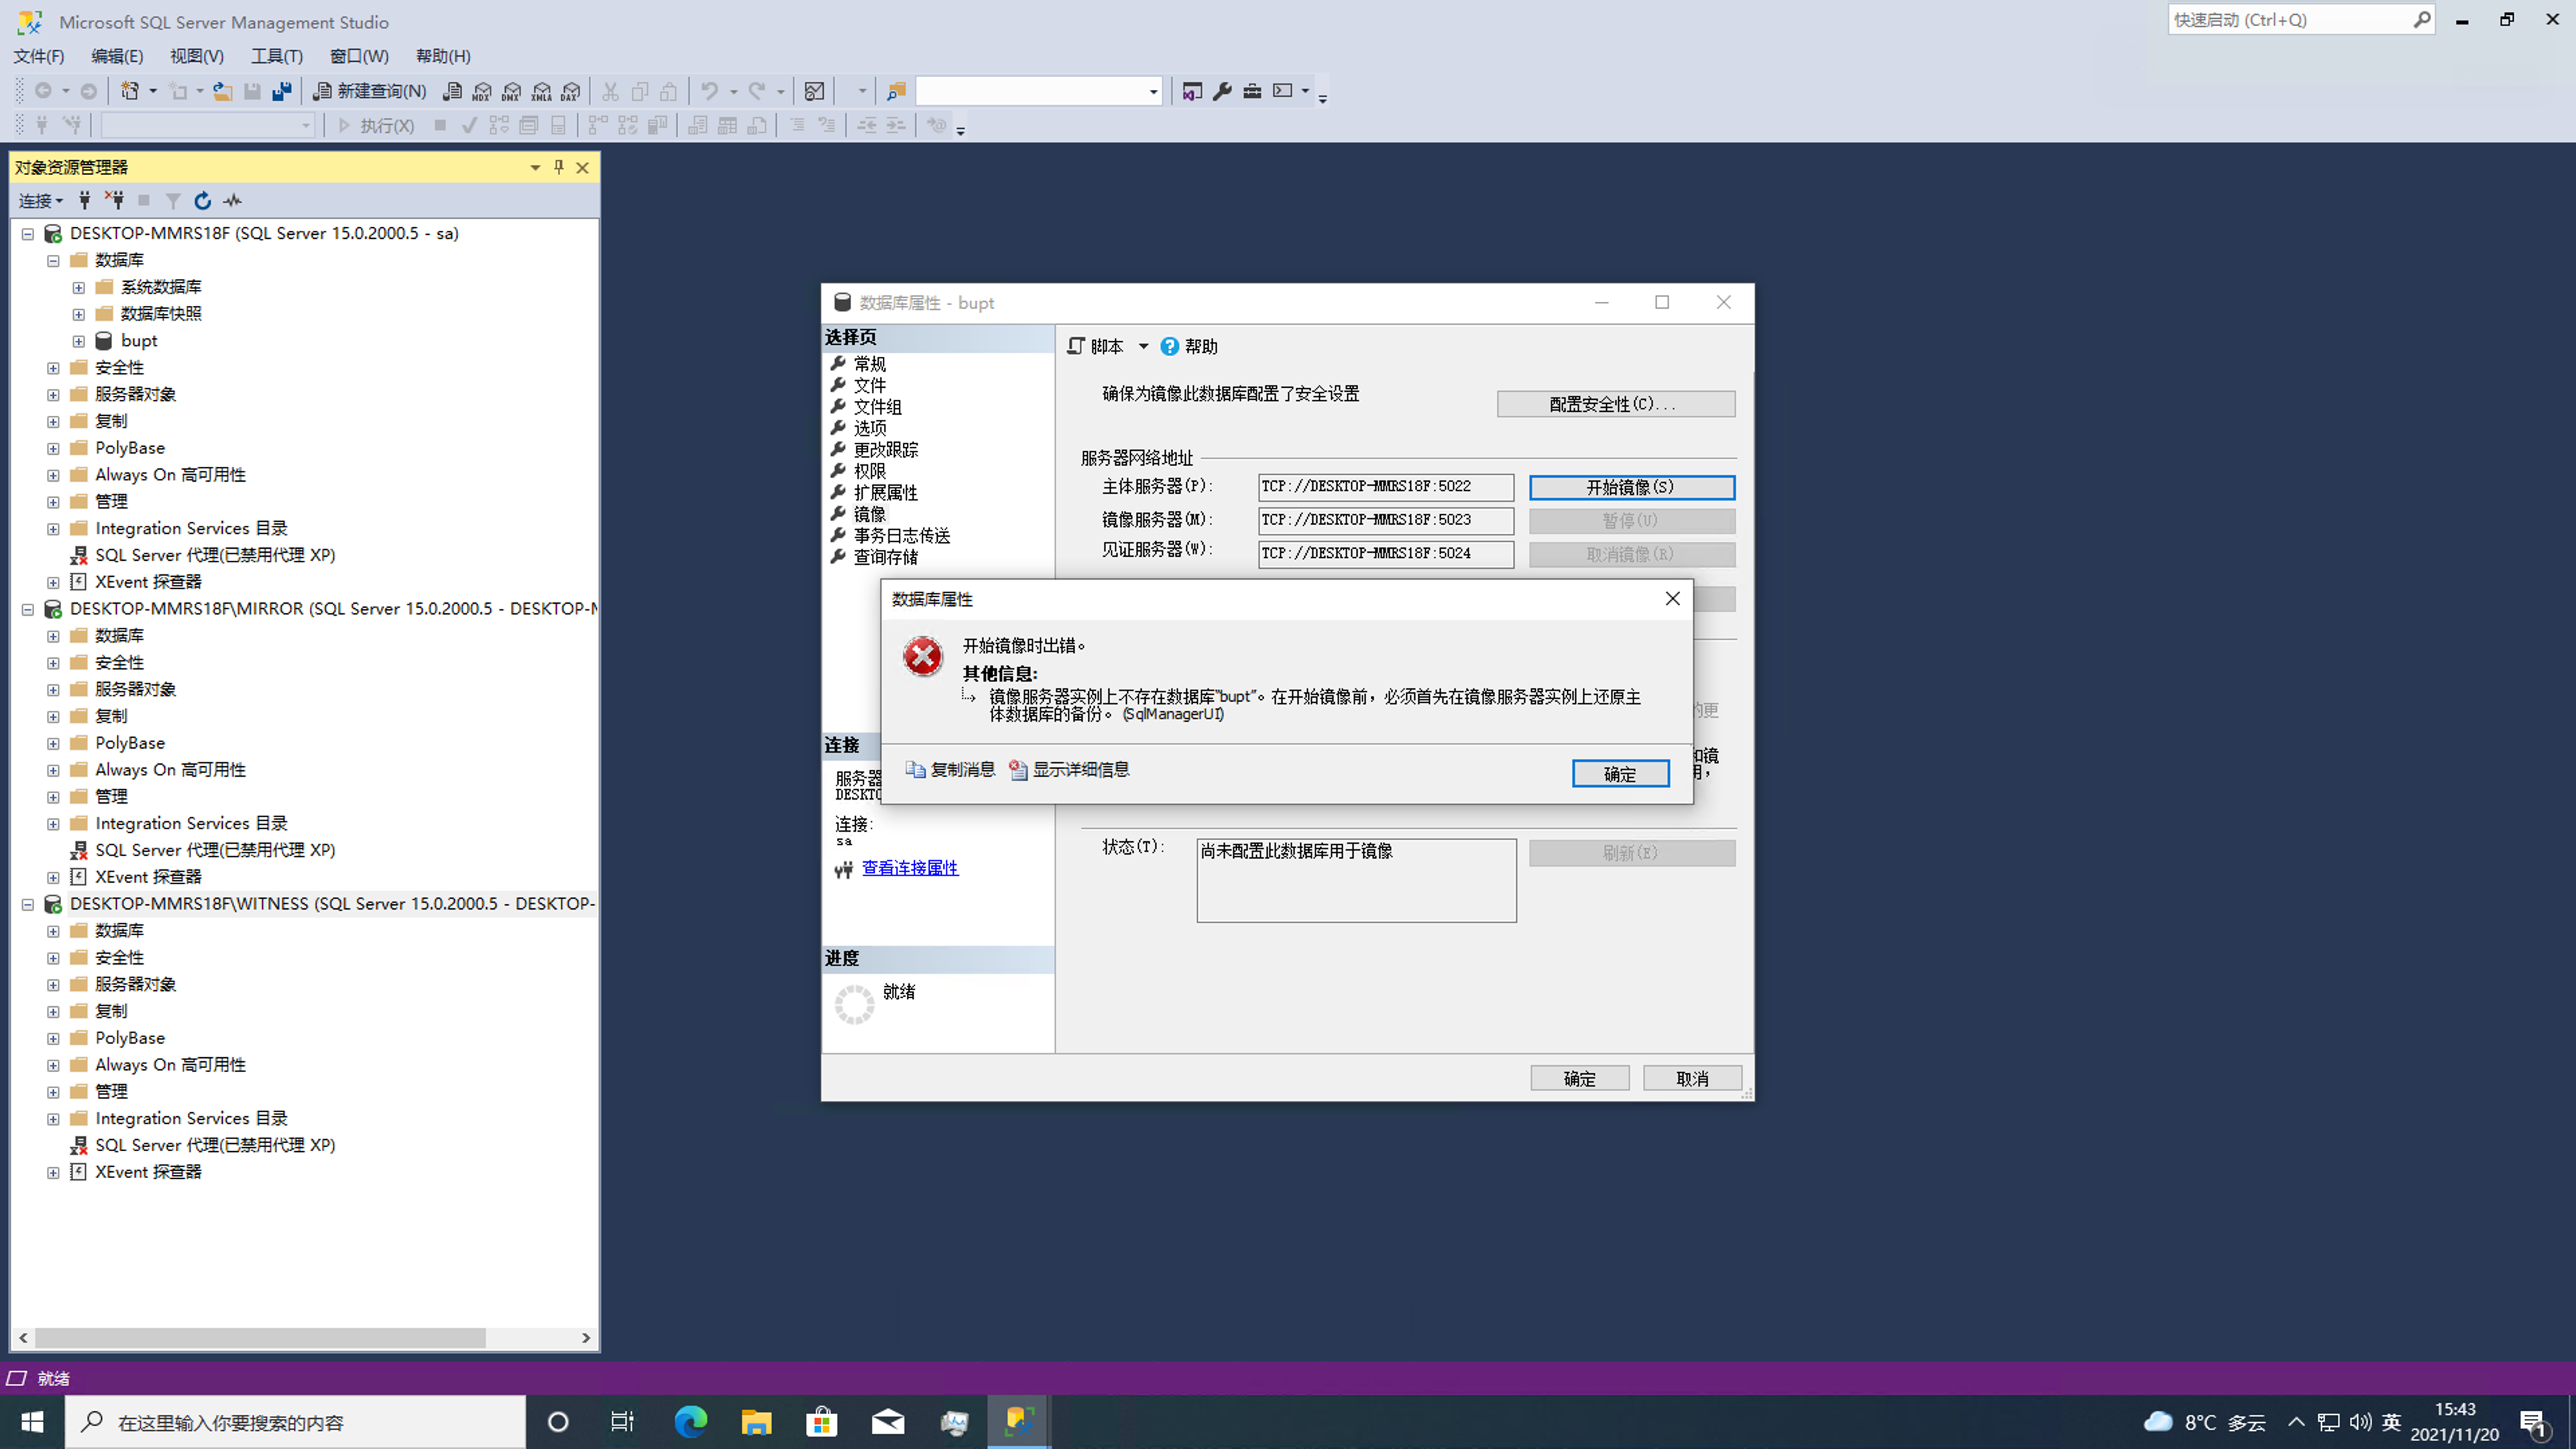 Microsoft SQL Server Management Studio
快速启动 (Ctrl+Q)
文件(F) 编辑(E) 视图(V) 工具(T) 窗口(W) 帮助(H)
新建查询(N) MDX DMX XMLA DAX
执行(X)
对象资源管理器
连接
DESKTOP-MMRS18F (SQL Server 15.0.2000.5 - sa)
数据库
系统数据库
数据库快照
bupt
安全性
服务器对象
复制
PolyBase
Always On 高可用性
管理
Integration Services 目录
SQL Server 代理(已禁用代理 XP)
XEvent 探查器
DESKTOP-MMRS18F\MIRROR (SQL Server 15.0.2000.5 - DESKTOP-M
数据库
安全性
服务器对象
复制
PolyBase
Always On 高可用性
管理
Integration Services 目录
SQL Server 代理(已禁用代理 XP)
XEvent 探查器
DESKTOP-MMRS18F\WITNESS (SQL Server 15.0.2000.5 - DESKTOP-
数据库
安全性
服务器对象
复制
PolyBase
Always On 高可用性
管理
Integration Services 目录
SQL Server 代理(已禁用代理 XP)
XEvent 探查器
数据库属性 - bupt
选择页
常规
文件
文件组
选项
更改跟踪
权限
扩展属性
镜像
事务日志传送
查询存储
脚本 帮助
确保为镜像此数据库配置了安全设置
配置安全性(C)...
服务器网络地址
主体服务器(P): TCP://DESKTOP-MMRS18F:5022 开始镜像(S)
镜像服务器(M): TCP://DESKTOP-MMRS18F:5023 暂停(U)
见证服务器(W): TCP://DESKTOP-MMRS18F:5024 取消镜像(R)
数据库属性
开始镜像时出错。
其他信息:
镜像服务器实例上不存在数据库"bupt"。在开始镜像前，必须首先在镜像服务器实例上还原主
体数据库的备份。 (SqlManagerUI)
复制消息 显示详细信息 确定
的更
和镜
用，
连接
服务器
DESKTO
连接:
sa
查看连接属性
状态(T): 尚未配置此数据库用于镜像 刷新(E)
进度
就绪
确定 取消
就绪
在这里输入你要搜索的内容
8°C 多云
英
15:43
2021/11/20
1